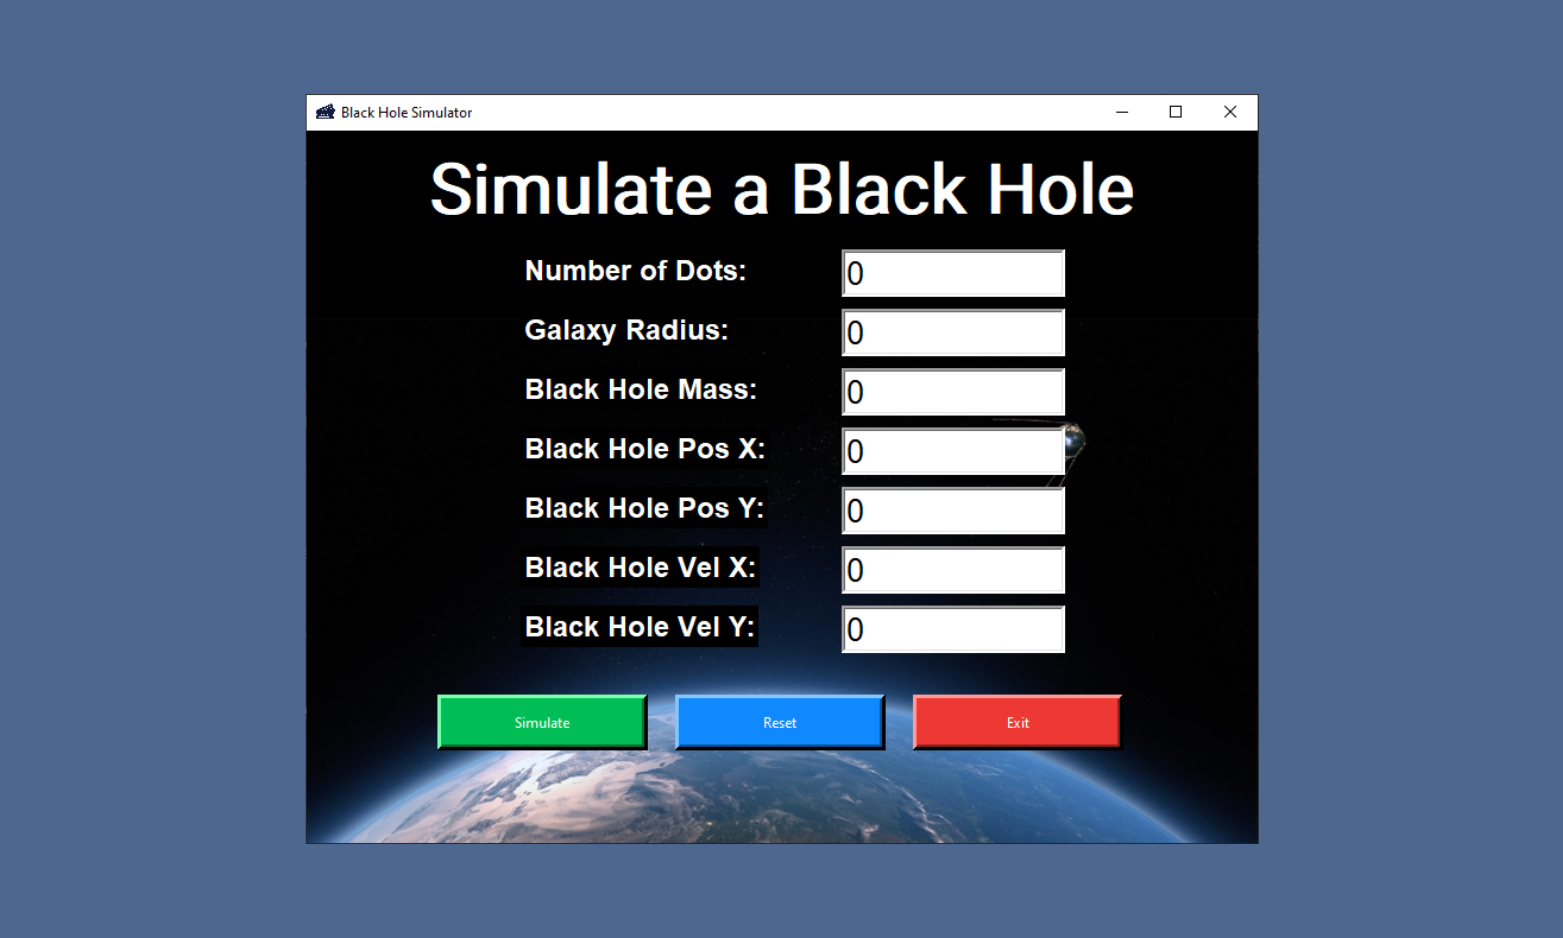 Black Hole Simulator
Simulate a Black Hole
Number of Dots: 0
Galaxy Radius: 0
Black Hole Mass: 0
Black Hole Pos X: 0
Black Hole Pos Y: 0
Black Hole Vel X: 0
Black Hole Vel Y: 0
Simulate Reset Exit